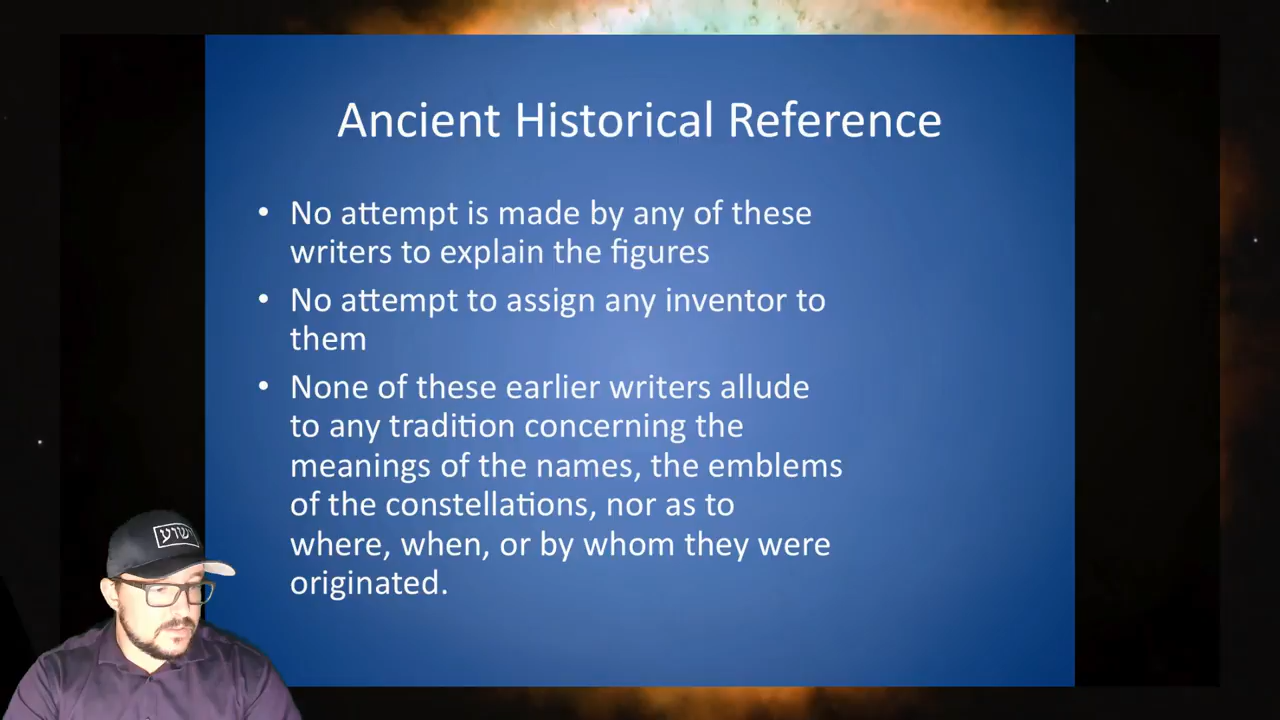 Ancient Historical Reference
• No attempt is made by any of these
writers to explain the figures
• No attempt to assign any inventor to
them
• None of these earlier writers allude
to any tradition concerning the
meanings of the names, the emblems
of the constellations, nor as to
where, when, or by whom they were
originated.
ישוע